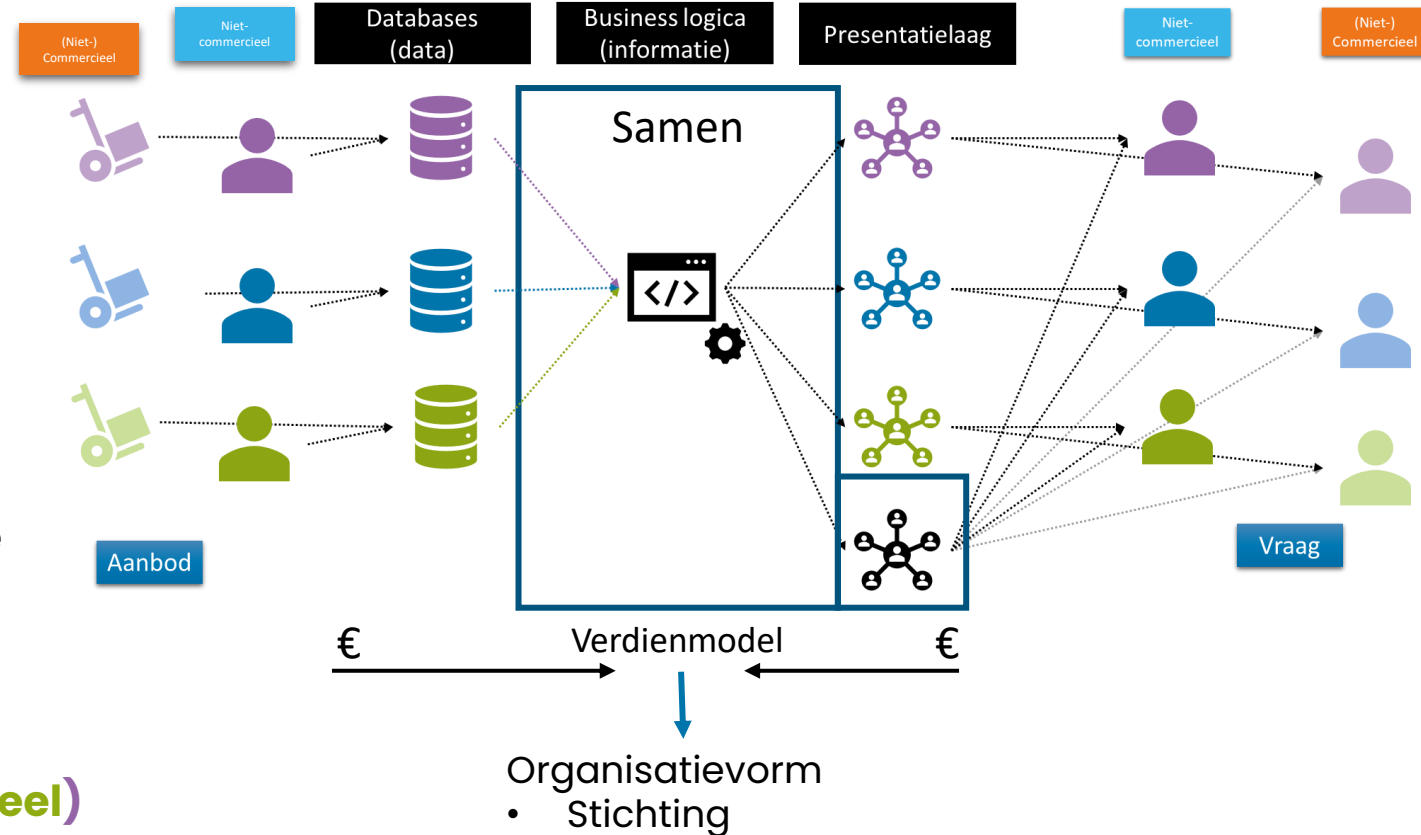 (Niet-)
Commercieel
Niet-
commercieel
Databases
(data)
Business logica
(informatie)
Presentatielaag
Niet-
commercieel
(Niet-)
Commercieel
Samen
</>
Aanbod
Vraag
€
Verdienmodel
€
Organisatievorm
• Stichting
eel)